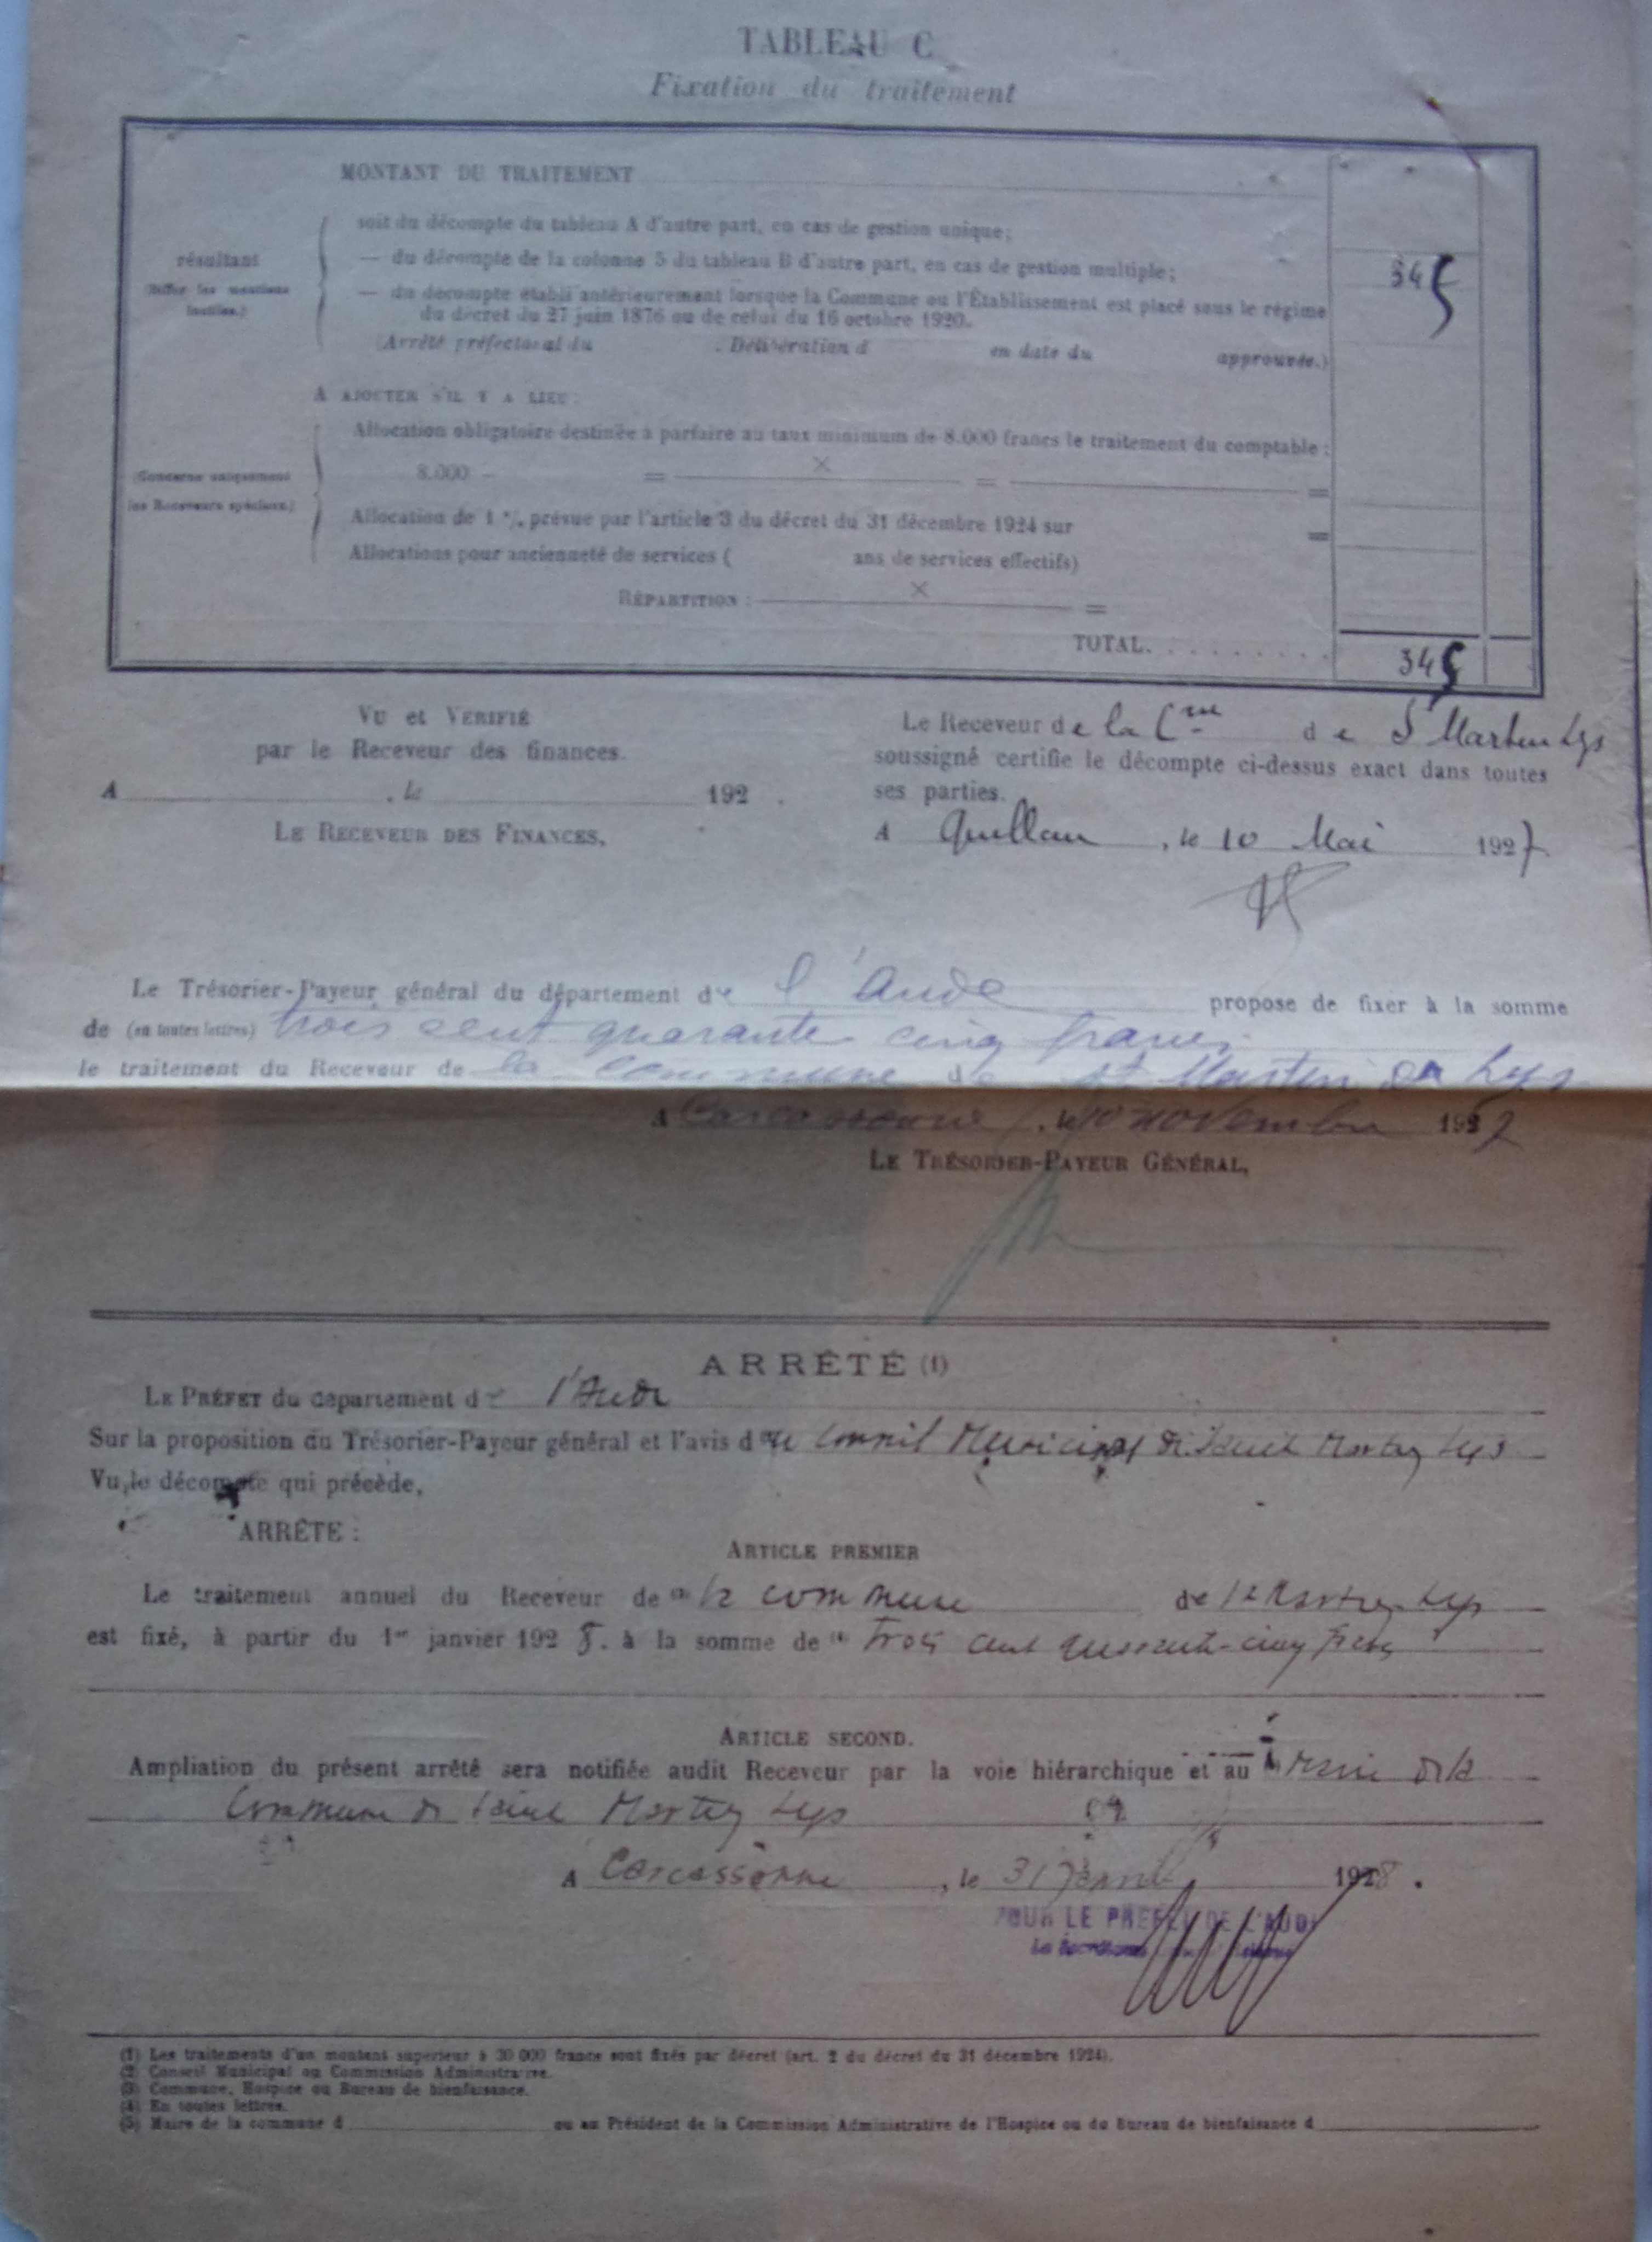 TABLEAU C
Fixation du traitement
MONTANT DU TRAITEMENT
résultant
(Biffer les mentions
inutiles.)
soit du décompte du tableau A d'autre part, en cas de gestion unique;
— du décompte de la colonne 5 du tableau B d'autre part, en cas de gestion multiple; 345
— du décompte établi antérieurement lorsque la Commune ou l'Établissement est placé sous le régime
du décret du 27 juin 1876 ou de celui du 16 octobre 1920.
(Arrêté préfectoral du . Délibération d en date du approuvée.)
A AJOUTER S'IL Y A LIEU:
(Concerne uniquement
les Receveurs spéciaux.)
Allocation obligatoire destinée à parfaire au taux minimum de 8.000 francs le traitement du comptable:
8.000 — = × = =
Allocation de 1 % prévue par l'article 3 du décret du 31 décembre 1924 sur =
Allocations pour ancienneté de services ( ans de services effectifs)
RÉPARTITION: × =
TOTAL. . . . . . . . . 345
VU et VÉRIFIÉ
par le Receveur des finances.
A , le 192 .
LE RECEVEUR DES FINANCES,
Le Receveur de la Cne de St Martin Lys
soussigné certifie le décompte ci-dessus exact dans toutes
ses parties.
A Quillan , le 10 Mai 1927
Le Trésorier-Payeur général du département de l'Aude propose de fixer à la somme
de (en toutes lettres) trois cent quarante cinq francs
le traitement du Receveur de la commune de St Martin Lys
A Carcassonne , le 10 novembre 1927
LE TRÉSORIER-PAYEUR GÉNÉRAL,
ARRÊTÉ (1)
LE PRÉFET du département de l'Aude
Sur la proposition du Trésorier-Payeur général et l'avis du Conseil Municipal de Saint Martin Lys
Vu le décompte qui précède,
ARRÊTE :
ARTICLE PREMIER
Le traitement annuel du Receveur de la commune de St Martin Lys
est fixé, à partir du 1er janvier 1928. à la somme de Trois cent quarante-cinq francs
ARTICLE SECOND.
Ampliation du présent arrêté sera notifiée audit Receveur par la voie hiérarchique et au Maire de la
Commune de Saint Martin Lys
A Carcassonne , le 31 Janvier 1928.
POUR LE PRÉFET DE L'AUDE
Le Secrétaire
(1) Les traitements d'un montant supérieur à 30 000 francs sont fixés par décret (art. 2 du décret du 31 décembre 1924).
(2) Conseil Municipal ou Commission Administrative.
(3) Commune, Hospice ou Bureau de bienfaisance.
(4) En toutes lettres.
(5) Maire de la commune d ou au Président de la Commission Administrative de l'Hospice ou du Bureau de bienfaisance d